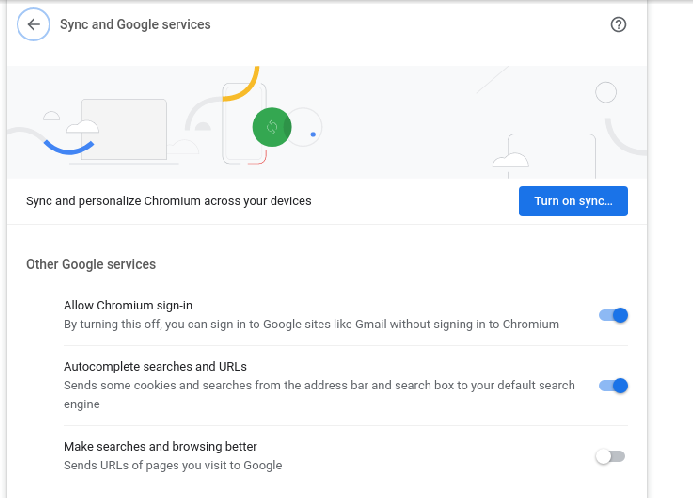 Sync and Google services
Sync and personalize Chromium across your devices
Turn on sync...
Other Google services
Allow Chromium sign-in
By turning this off, you can sign in to Google sites like Gmail without signing in to Chromium
Autocomplete searches and URLs
Sends some cookies and searches from the address bar and search box to your default search
engine
Make searches and browsing better
Sends URLs of pages you visit to Google